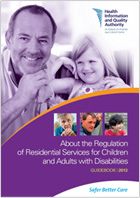 Health
Information
and Quality
Authority
About the Regulation
of Residential Services for Children
and Adults with Disabilities
GUIDEBOOK | 2013
Safer Better Care